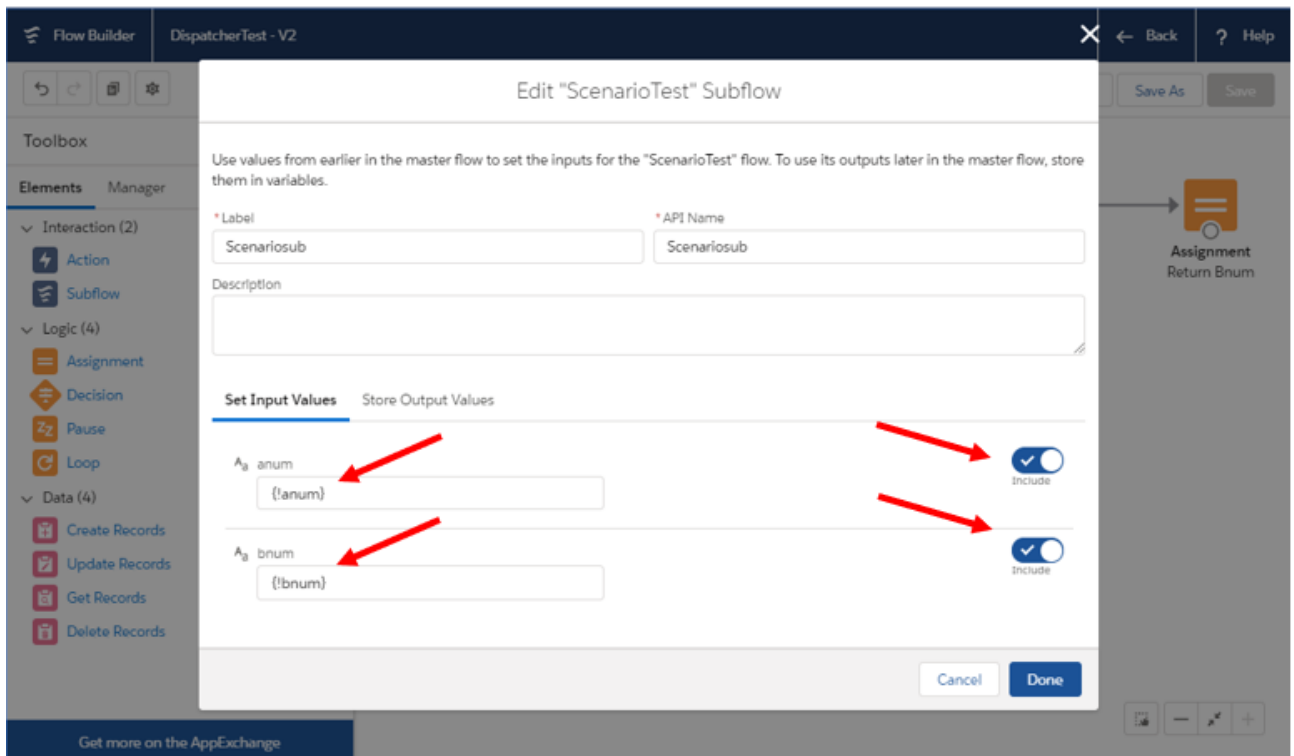 Flow Builder
DispatcherTest - V2
← Back
? Help
Save As
Save
Toolbox
Elements
Manager
Interaction (2)
Action
Subflow
Logic (4)
Assignment
Decision
Pause
Loop
Data (4)
Create Records
Update Records
Get Records
Delete Records
Get more on the AppExchange
Edit "ScenarioTest" Subflow
Use values from earlier in the master flow to set the inputs for the "ScenarioTest" flow. To use its outputs later in the master flow, store
them in variables.
*Label
Scenariosub
*API Name
Scenariosub
Description
Set Input Values
Store Output Values
Aa anum
{!anum}
Include
Aa bnum
{!bnum}
Include
Cancel
Done
Assignment
Return Bnum